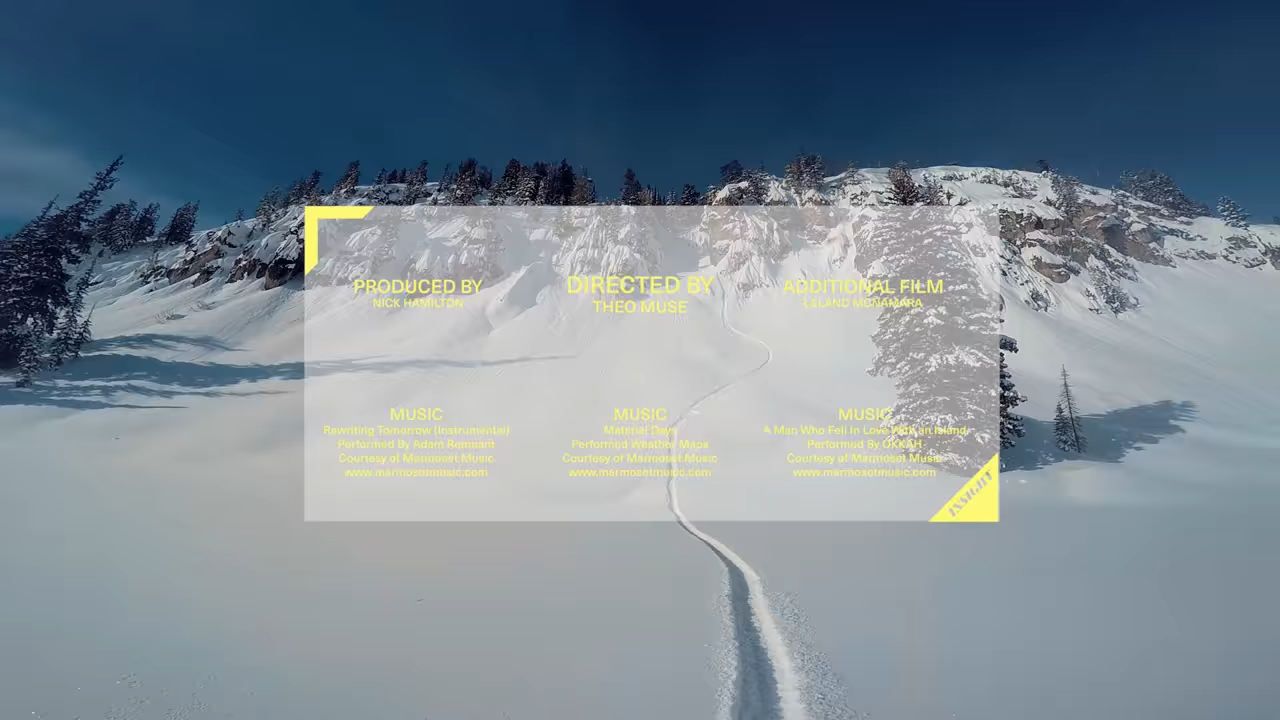 PRODUCED BY
NICK HAMILTON
DIRECTED BY
THEO MUSE
ADDITIONAL FILM
LELAND MCNAMARA
MUSIC
Rewriting Tomorrow (Instrumental)
Performed By Adam Remnant
Courtesy of Marmoset Music
www.marmosetmusic.com
MUSIC
Material Days
Performed Weather Maps
Courtesy of Marmoset Music
www.marmosetmusic.com
MUSIC
A Man Who Fell In Love With an Island
Performed By OKKAH
Courtesy of Marmoset Music
www.marmosetmusic.com
INSIGHT